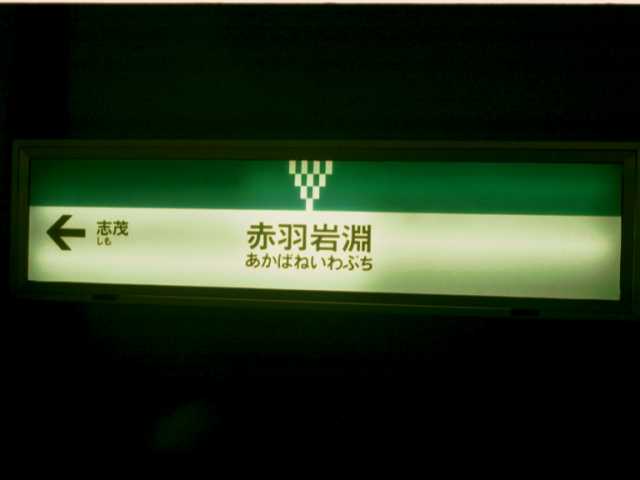 志茂
しも
赤羽岩淵
あかばねいわぶち